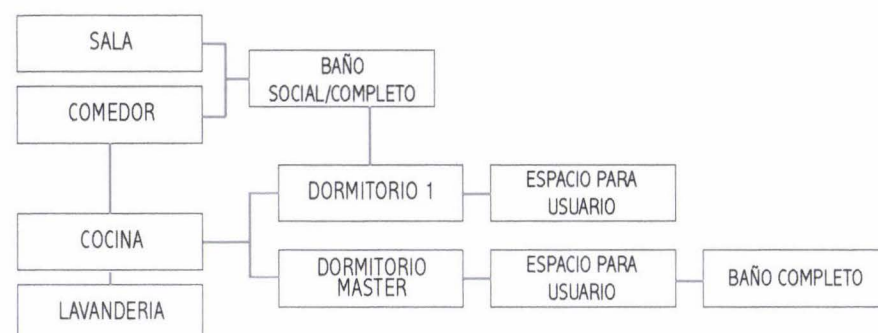 SALA
BAÑO
SOCIAL/COMPLETO
COMEDOR
DORMITORIO 1
ESPACIO PARA
USUARIO
COCINA
DORMITORIO
MASTER
ESPACIO PARA
USUARIO
BAÑO COMPLETO
LAVANDERIA